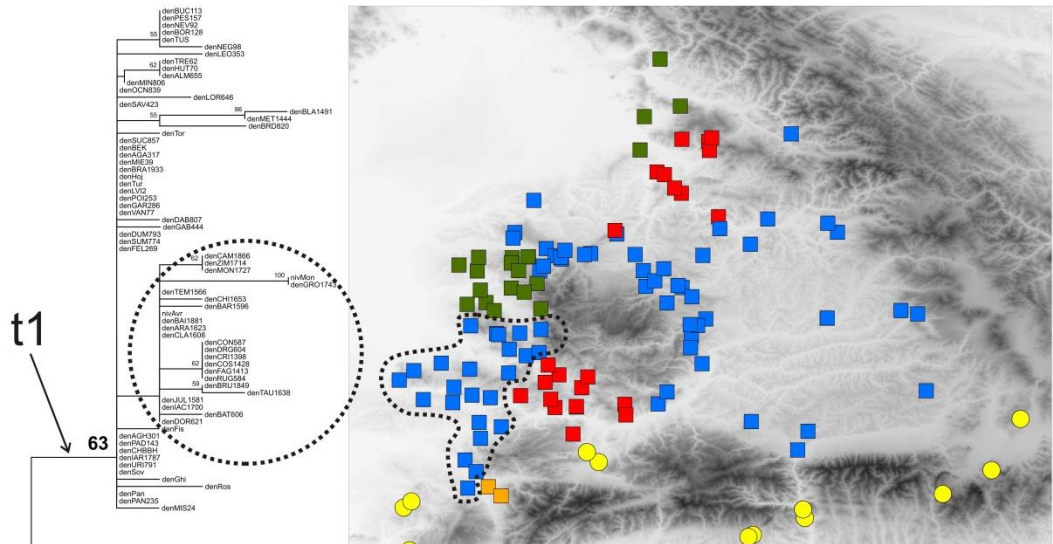 denBUC113
denPES157
denNEV92
denBOR128
55
denTUS
denNEG98
denLEO353
denTRE62
62
denHUT70
denALM655
denMIN806
denOCN839
denLOR646
denSAV423
86
denBLA1491
55
denMET1444
denBRD820
denTor
denSUC857
denBEK
denAGA317
denMIE39
denBRA1933
denHoj
denTur
denLVI2
denPOI253
denGAR286
denVAN77
denDAB807
denGAB444
denDUM793
denSUM774
denFEL269
denCAM1866
62
denZIM1714
denMON1727
100
nivMon
denGRO1743
denTEM1566
denCHI1653
denBAR1596
nivAvr
denBAI1881
denARA1623
denCLA1608
denCON587
denDRG604
denCRI1398
62
denCOS1428
denFAG1413
denRUG584
59
denBRU1849
denTAU1638
denJUL1581
denIAC1700
denBAT606
denDOR621
denFis
t1
63
denAGH301
denPAD143
denCHBBH
denIAR1787
denURI791
denSov
denGhi
denRos
denPan
denPAN235
denMIS24